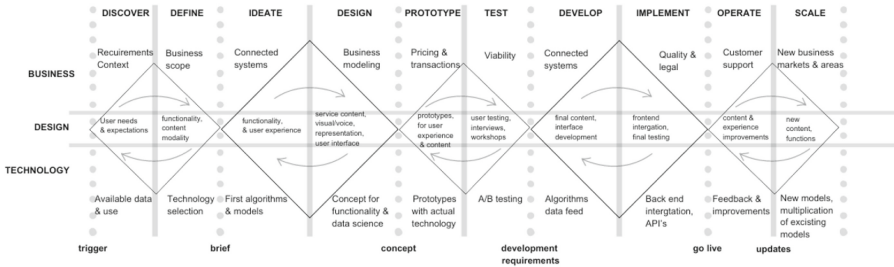 DISCOVER DEFINE IDEATE DESIGN PROTOTYPE TEST DEVELOP IMPLEMENT OPERATE SCALE
BUSINESS
Recuirements
Context
Business
scope
Connected
systems
Business
modeling
Pricing &
transactions
Viability
Connected
systems
Quality &
legal
Customer
support
New business
markets & areas
DESIGN
User needs
& expectations
functionality,
content
modality
functionality,
& user experience
service content,
visual/voice,
representation,
user interface
prototypes,
for user
experience
& content
user testing,
interviews,
workshops
final content,
interface
development
frontend
intergation,
final testing
content &
experience
improvements
new
content,
functions
TECHNOLOGY
Available data
& use
Technology
selection
First algorithms
& models
Concept for
functionality &
data science
Prototypes
with actual
technology
A/B testing
Algorithms
data feed
Back end
intergtation,
API's
Feedback &
improvements
New models,
multiplication
of excisting
models
trigger
brief
concept
development
requirements
go live
updates